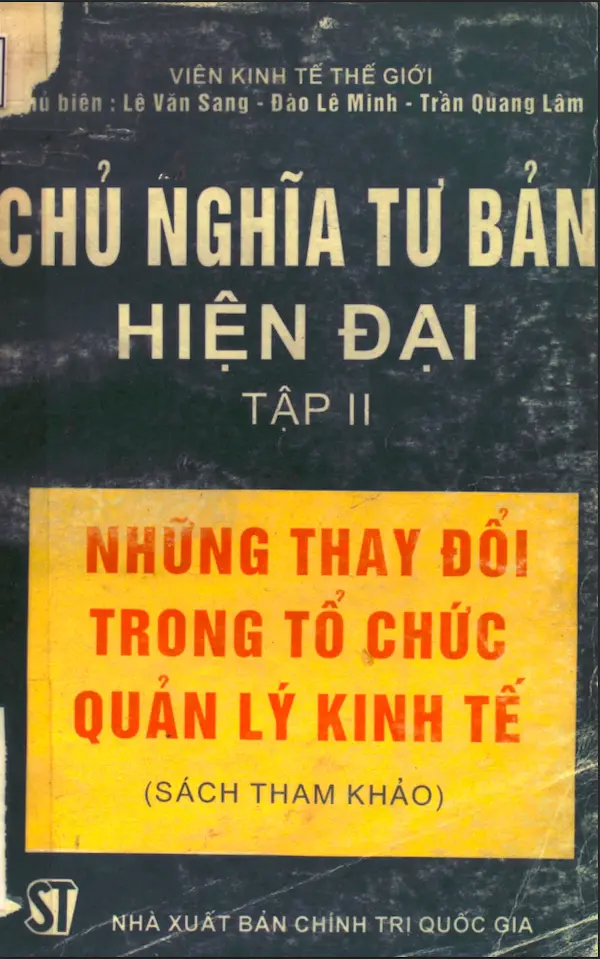 VIỆN KINH TẾ THẾ GIỚI
biên : Lê Văn Sang - Đào Lê Minh - Trần Quang Lâm
CHỦ NGHĨA TƯ BẢN
HIỆN ĐẠI
TẬP II
NHỮNG THAY ĐỔI
TRONG TỔ CHỨC
QUẢN LÝ KINH TẾ
(SÁCH THAM KHẢO)
ST
NHÀ XUẤT BẢN CHÍNH TRỊ QUỐC GIA